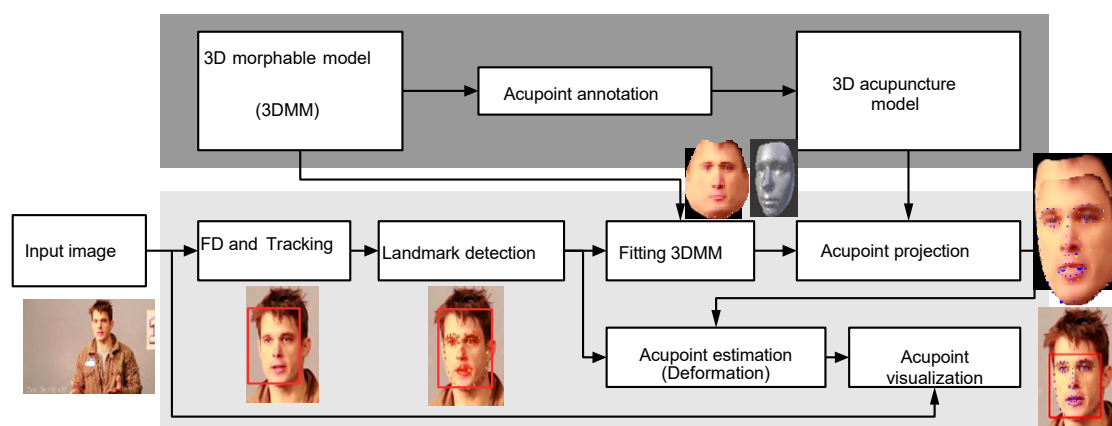 3D morphable model
(3DMM)
Acupoint annotation
3D acupuncture
model
Input image
FD and Tracking
Landmark detection
Fitting 3DMM
Acupoint projection
Acupoint estimation
(Deformation)
Acupoint
visualization